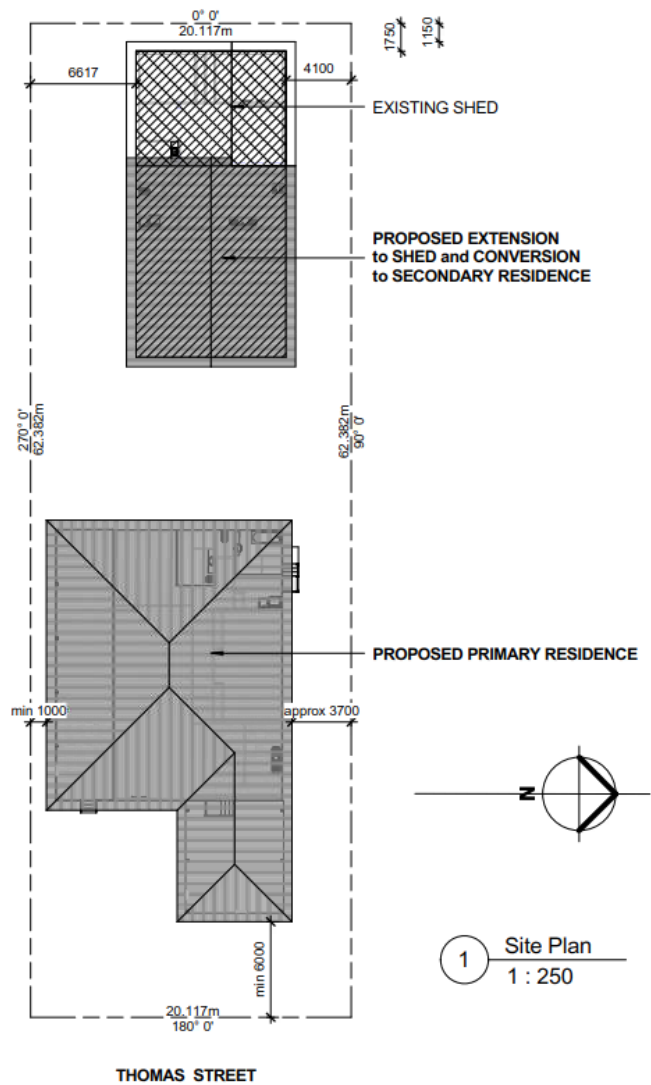 0° 0'
20.117m
1750
1150
6617
4100
EXISTING SHED
PROPOSED EXTENSION
to SHED and CONVERSION
to SECONDARY RESIDENCE
270° 0'
62.382m
62.382m
90° 0'
PROPOSED PRIMARY RESIDENCE
min 1000
approx 3700
N
min 6000
1
Site Plan
1 : 250
20.117m
180° 0'
THOMAS STREET